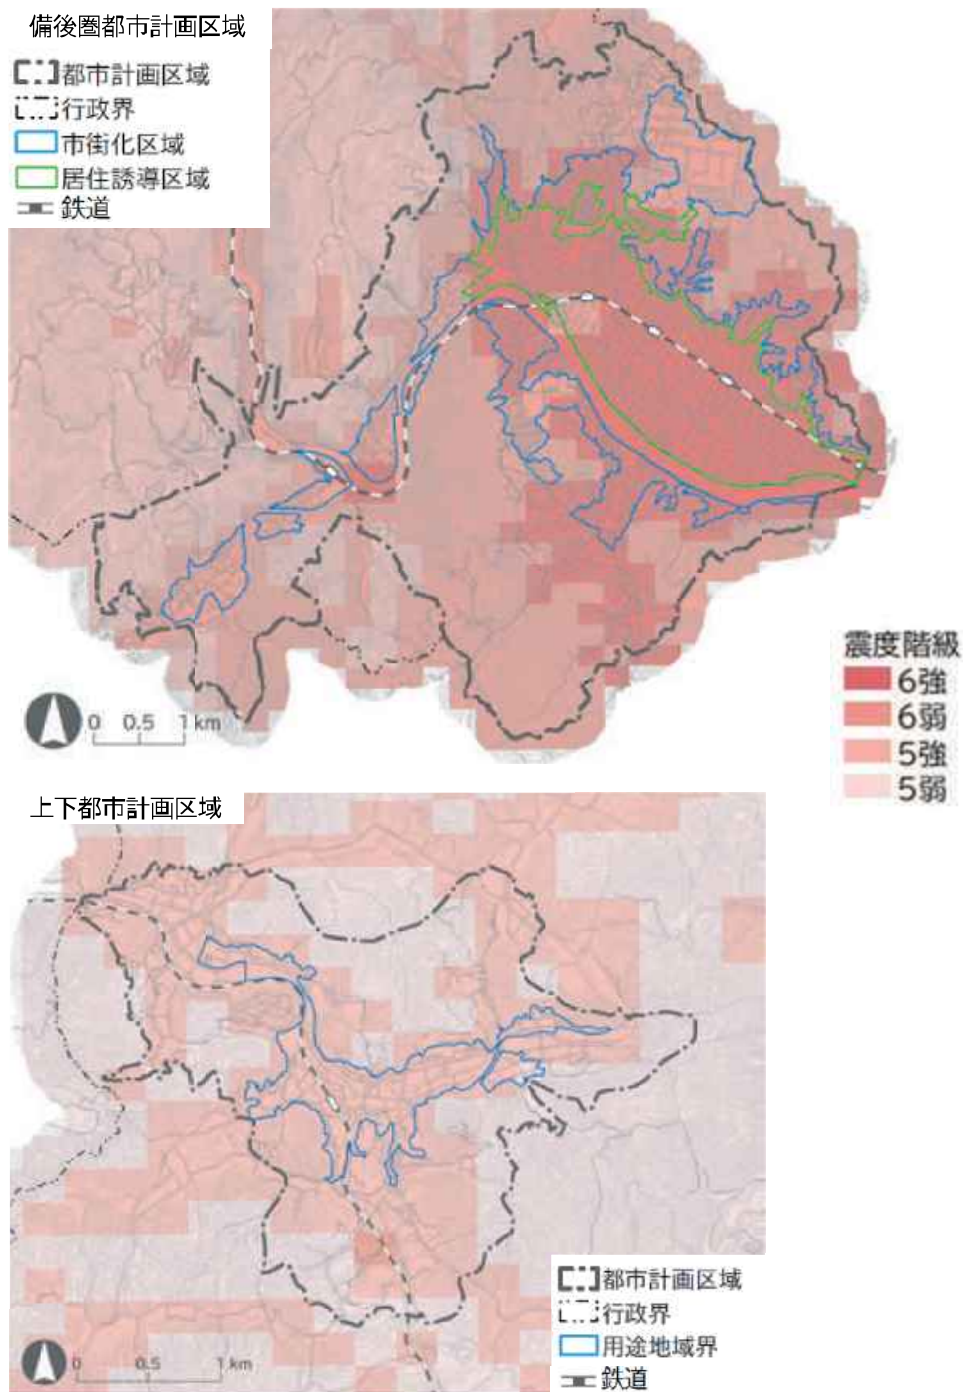 備後圏都市計画区域
都市計画区域
行政界
市街化区域
居住誘導区域
鉄道
震度階級
6強
6弱
5強
5弱
0 0.5 1 km
上下都市計画区域
都市計画区域
行政界
用途地域界
鉄道
0 0.5 1 km